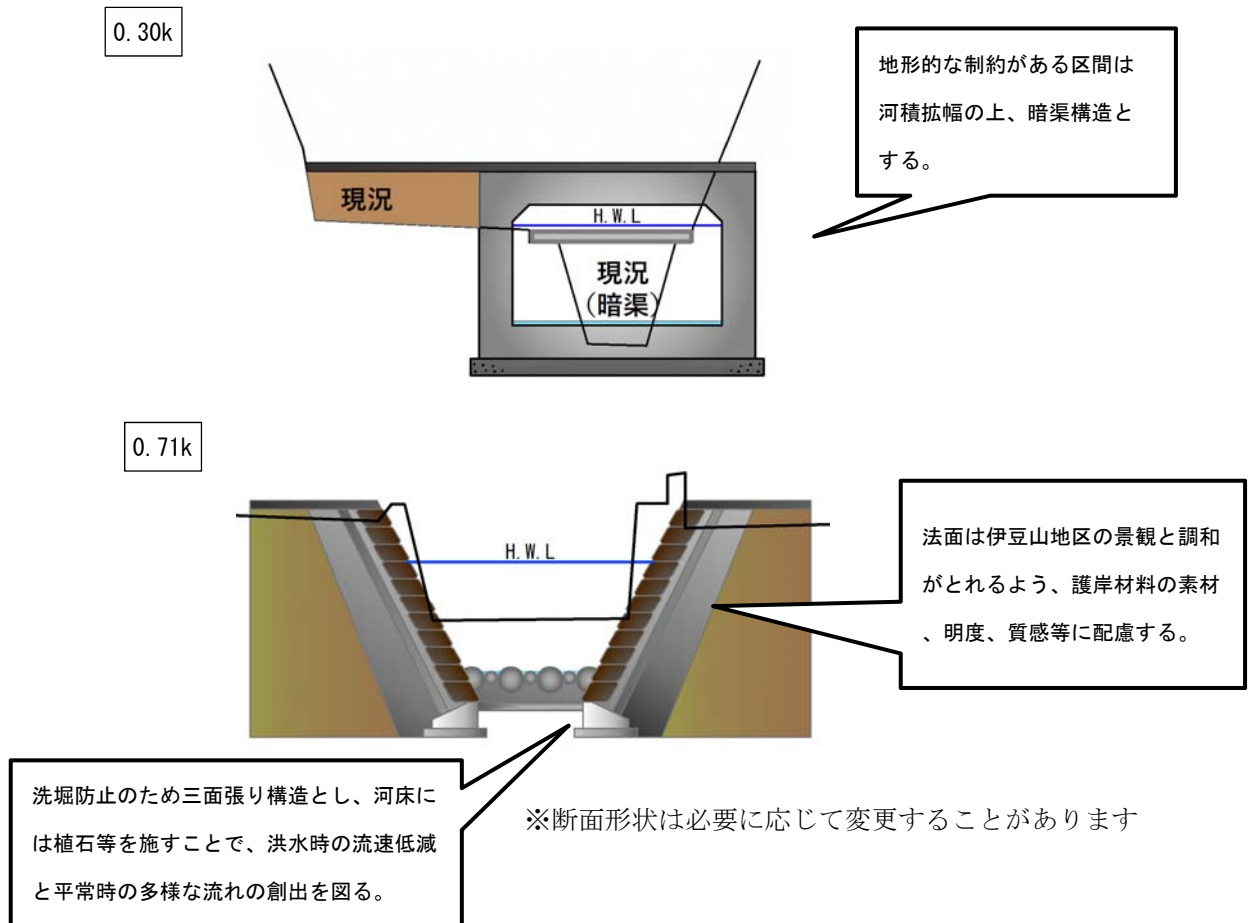 0.30k
地形的な制約がある区間は
河積拡幅の上、暗渠構造と
する。
現況
H.W.L
現況
（暗渠）
0.71k
H.W.L
法面は伊豆山地区の景観と調和
がとれるよう、護岸材料の素材
、明度、質感等に配慮する。
洗堀防止のため三面張り構造とし、河床に
は植石等を施すことで、洪水時の流速低減
と平常時の多様な流れの創出を図る。
※断面形状は必要に応じて変更することがあります